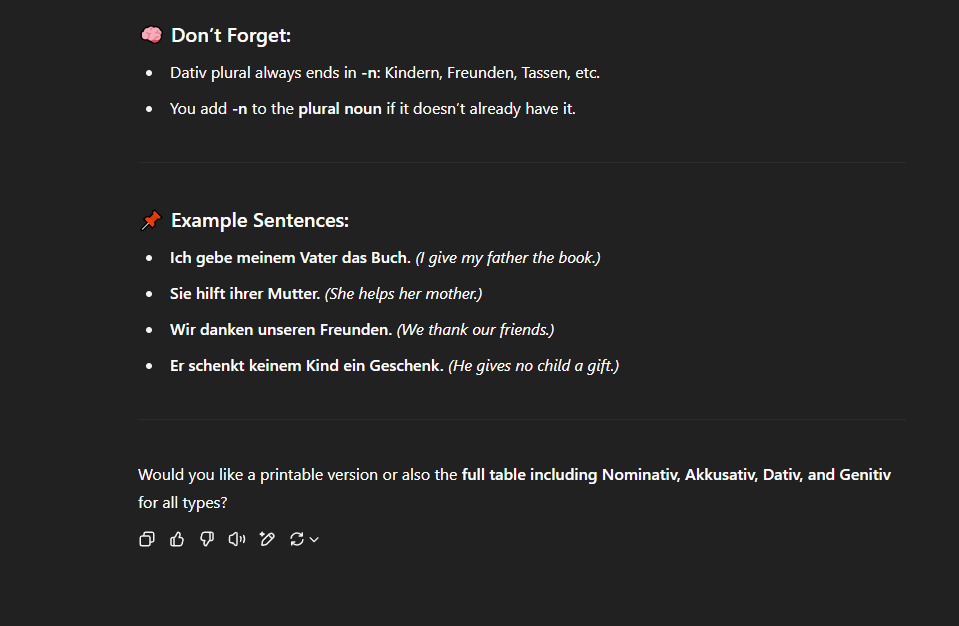 🧠 Don’t Forget:
• Dativ plural always ends in -n: Kindern, Freunden, Tassen, etc.
• You add -n to the plural noun if it doesn’t already have it.
📌 Example Sentences:
• Ich gebe meinem Vater das Buch. (I give my father the book.)
• Sie hilft ihrer Mutter. (She helps her mother.)
• Wir danken unseren Freunden. (We thank our friends.)
• Er schenkt keinem Kind ein Geschenk. (He gives no child a gift.)
Would you like a printable version or also the full table including Nominativ, Akkusativ, Dativ, and Genitiv
for all types?